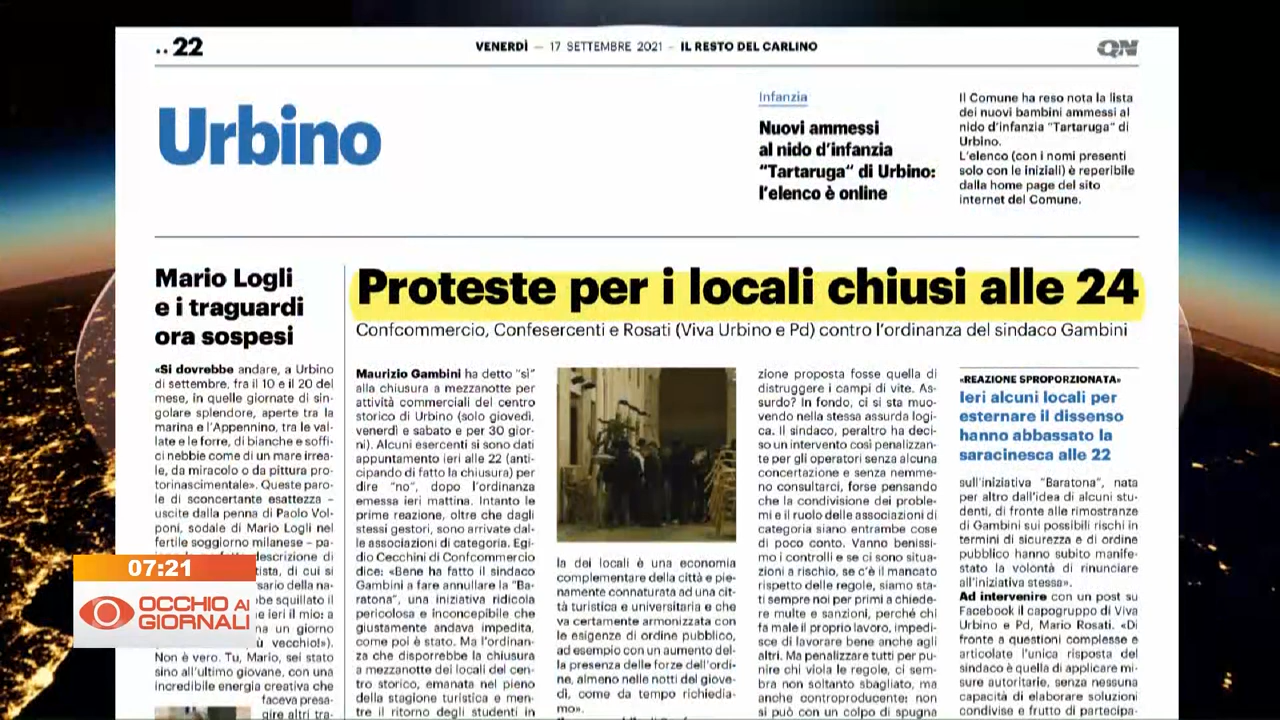 ..22
VENERDÌ — 17 SETTEMBRE 2021 – IL RESTO DEL CARLINO
QN
Urbino
Infanzia
Nuovi ammessi
al nido d'infanzia
"Tartaruga" di Urbino:
l'elenco è online
Il Comune ha reso nota la lista
dei nuovi bambini ammessi al
nido d'infanzia "Tartaruga" di
Urbino.
L'elenco (con i nomi presenti
solo con le iniziali) è reperibile
dalla home page del sito
internet del Comune.
Mario Logli
e i traguardi
ora sospesi
«Si dovrebbe andare, a Urbino
di settembre, fra il 10 e il 20 del
mese, in quelle giornate di sin-
golare splendore, aperte tra la
marina e l'Appennino, tra le val-
late e le forre, di bianche e soffi-
ci nebbie come di un mare irrea-
le, da miracolo o da pittura pro-
torinascimentale». Queste paro-
le di sconcertante esattezza –
uscite dalla penna di Paolo Vol-
poni, sodale di Mario Logli nel
fertile soggiorno milanese – pa-
descrizione di
tista, di cui si
sario della na-
be squillato il
e ieri il mio: a
na un giorno
ù vecchio!).
Non è vero. Tu, Mario, sei stato
sino all'ultimo giovane, con una
incredibile energia creativa che
faceva presa-
gire altri tra-
Proteste per i locali chiusi alle 24
Confcommercio, Confesercenti e Rosati (Viva Urbino e Pd) contro l'ordinanza del sindaco Gambini
Maurizio Gambini ha detto "sì"
alla chiusura a mezzanotte per
attività commerciali del centro
storico di Urbino (solo giovedì,
venerdì e sabato e per 30 gior-
ni). Alcuni esercenti si sono dati
appuntamento ieri alle 22 (anti-
cipando di fatto la chiusura) per
dire "no", dopo l'ordinanza
emessa ieri mattina. Intanto le
prime reazione, oltre che dagli
stessi gestori, sono arrivate dal-
le associazioni di categoria. Egi-
dio Cecchini di Confcommercio
dice: «Bene ha fatto il sindaco
Gambini a fare annullare la "Ba-
ratona", una iniziativa ridicola
pericolosa e inconcepibile che
giustamente andava impedita,
come poi è stato. Ma l'ordinan-
za che disporrebbe la chiusura
a mezzanotte dei locali del cen-
tro storico, emanata nel pieno
della stagione turistica e men-
tre il ritorno degli studenti in
la dei locali è una economia
complementare della città e pie-
namente connaturata ad una cit-
tà turistica e universitaria e che
va certamente armonizzata con
le esigenze di ordine pubblico,
ad esempio con un aumento del-
la presenza delle forze dell'ordi-
ne, almeno nelle notti del giove-
dì, come da tempo richiedia-
mo».
zione proposta fosse quella di
distruggere i campi di vite. As-
surdo? In fondo, ci si sta muo-
vendo nella stessa assurda logi-
ca. Il sindaco, peraltro ha deci-
so un intervento così penalizzan-
te per gli operatori senza alcuna
concertazione e senza nemme-
no consultarci, forse pensando
che la condivisione dei proble-
mi e il ruolo delle associazioni di
categoria siano entrambe cose
di poco conto. Vanno benissi-
mo i controlli e se ci sono situa-
zioni a rischio, se c'è il mancato
rispetto delle regole, siamo sta-
ti sempre noi per primi a chiede-
re multe e sanzioni, perché chi
fa male il proprio lavoro, impedi-
sce di lavorare bene anche agli
altri. Ma penalizzare tutti per pu-
nire chi viola le regole, ci sem-
bra non soltanto sbagliato, ma
anche controproducente: non
si può con un colpo di spugna
«REAZIONE SPROPORZIONATA»
Ieri alcuni locali per
esternare il dissenso
hanno abbassato la
saracinesca alle 22
sull'iniziativa "Baratona", nata
per altro dall'idea di alcuni stu-
denti, di fronte alle rimostranze
di Gambini sui possibili rischi in
termini di sicurezza e di ordine
pubblico hanno subito manife-
stato la volontà di rinunciare
all'iniziativa stessa».
Ad intervenire con un post su
Facebook il capogruppo di Viva
Urbino e Pd, Mario Rosati. «Di
fronte a questioni complesse e
articolate l'unica risposta del
sindaco è quella di applicare mi-
sure autoritarie, senza nessuna
capacità di elaborare soluzioni
condivise e frutto di partecipa-
07:21
OCCHIO AI
GIORNALI